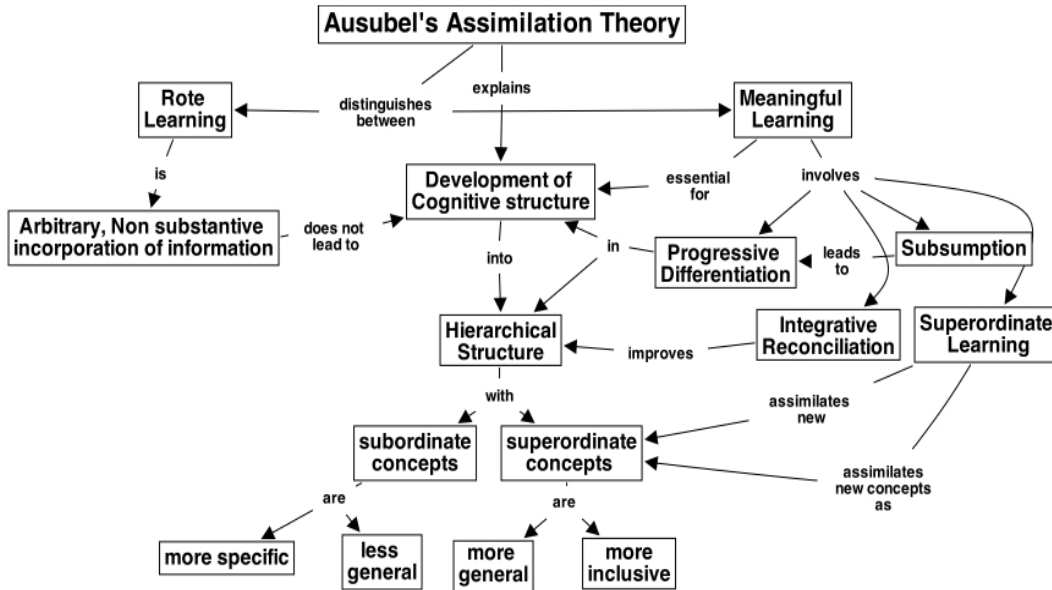 Ausubel's Assimilation Theory
explains
Rote
Learning
distinguishes
between
Meaningful
Learning
is
essential
for
involves
Development of
Cognitive structure
Arbitrary, Non substantive
incorporation of information
does not
lead to
into
in
Progressive
Differentiation
leads
to
Subsumption
Hierarchical
Structure
improves
Integrative
Reconciliation
Superordinate
Learning
with
assimilates
new
subordinate
concepts
superordinate
concepts
assimilates
new concepts
as
are
are
more specific
less
general
more
general
more
inclusive